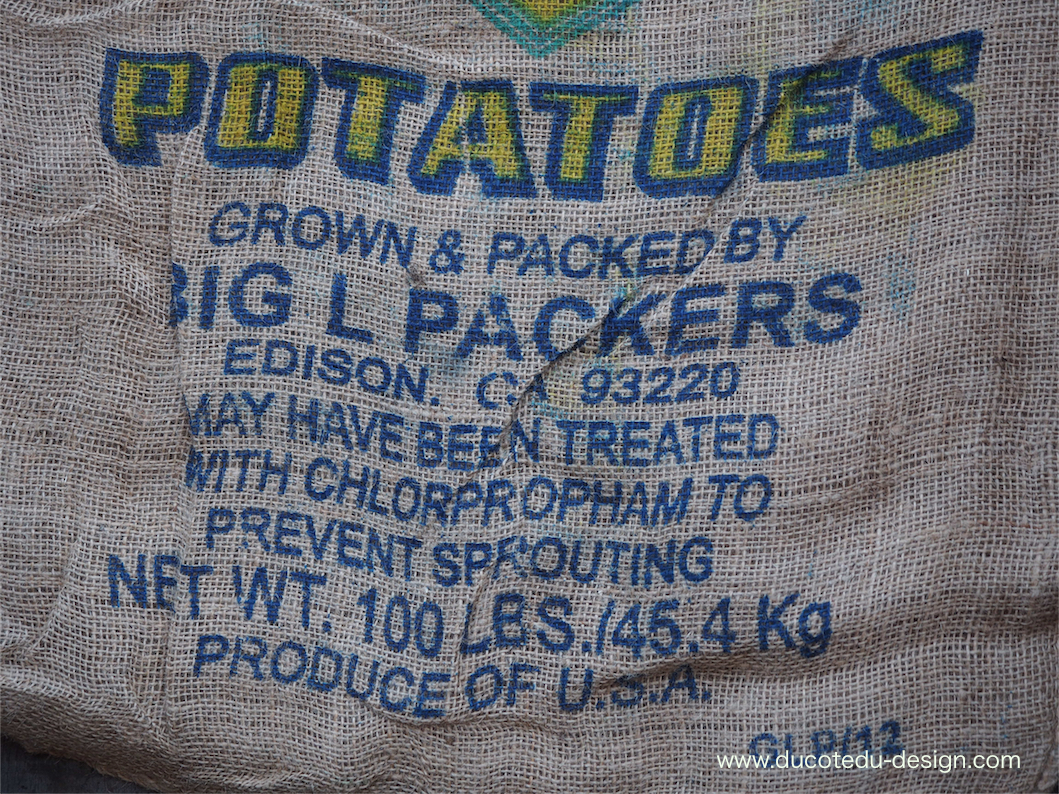 POTATOES
GROWN & PACKED BY
BIG L PACKERS
EDISON. CA 93220
MAY HAVE BEEN TREATED
WITH CHLORPROPHAM TO
PREVENT SPROUTING
NET WT. 100 LBS./45.4 Kg
PRODUCE OF U.S.A.
www.ducotedu-design.com